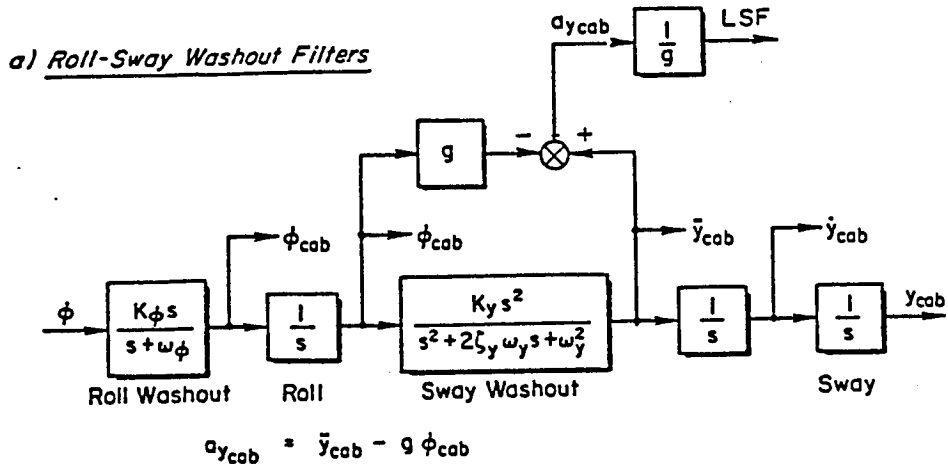 a) Roll-Sway Washout Filters
a_ycab
1/g
LSF
g
−
+
ϕ̇_cab
ϕ_cab
ÿ_cab
ẏ_cab
ϕ̇
K_ϕ̇ s / (s + ω_ϕ)
1/s
K_y s² / (s² + 2ζ_y ω_y s + ω_y²)
1/s
1/s
y_cab
Roll Washout
Roll
Sway Washout
Sway
a_ycab = ÿ_cab - g ϕ_cab